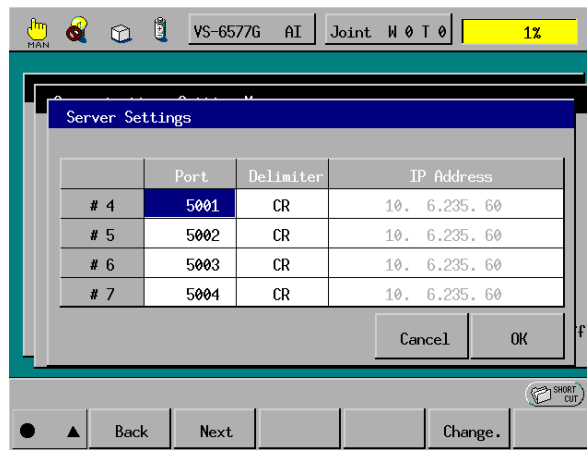 MAN VS-6577G AI Joint W 0 T 0 1%
Server Settings
Port Delimiter IP Address
# 4 5001 CR 10. 6.235. 60
# 5 5002 CR 10. 6.235. 60
# 6 5003 CR 10. 6.235. 60
# 7 5004 CR 10. 6.235. 60
Cancel OK
SHORT
CUT
Back Next Change.